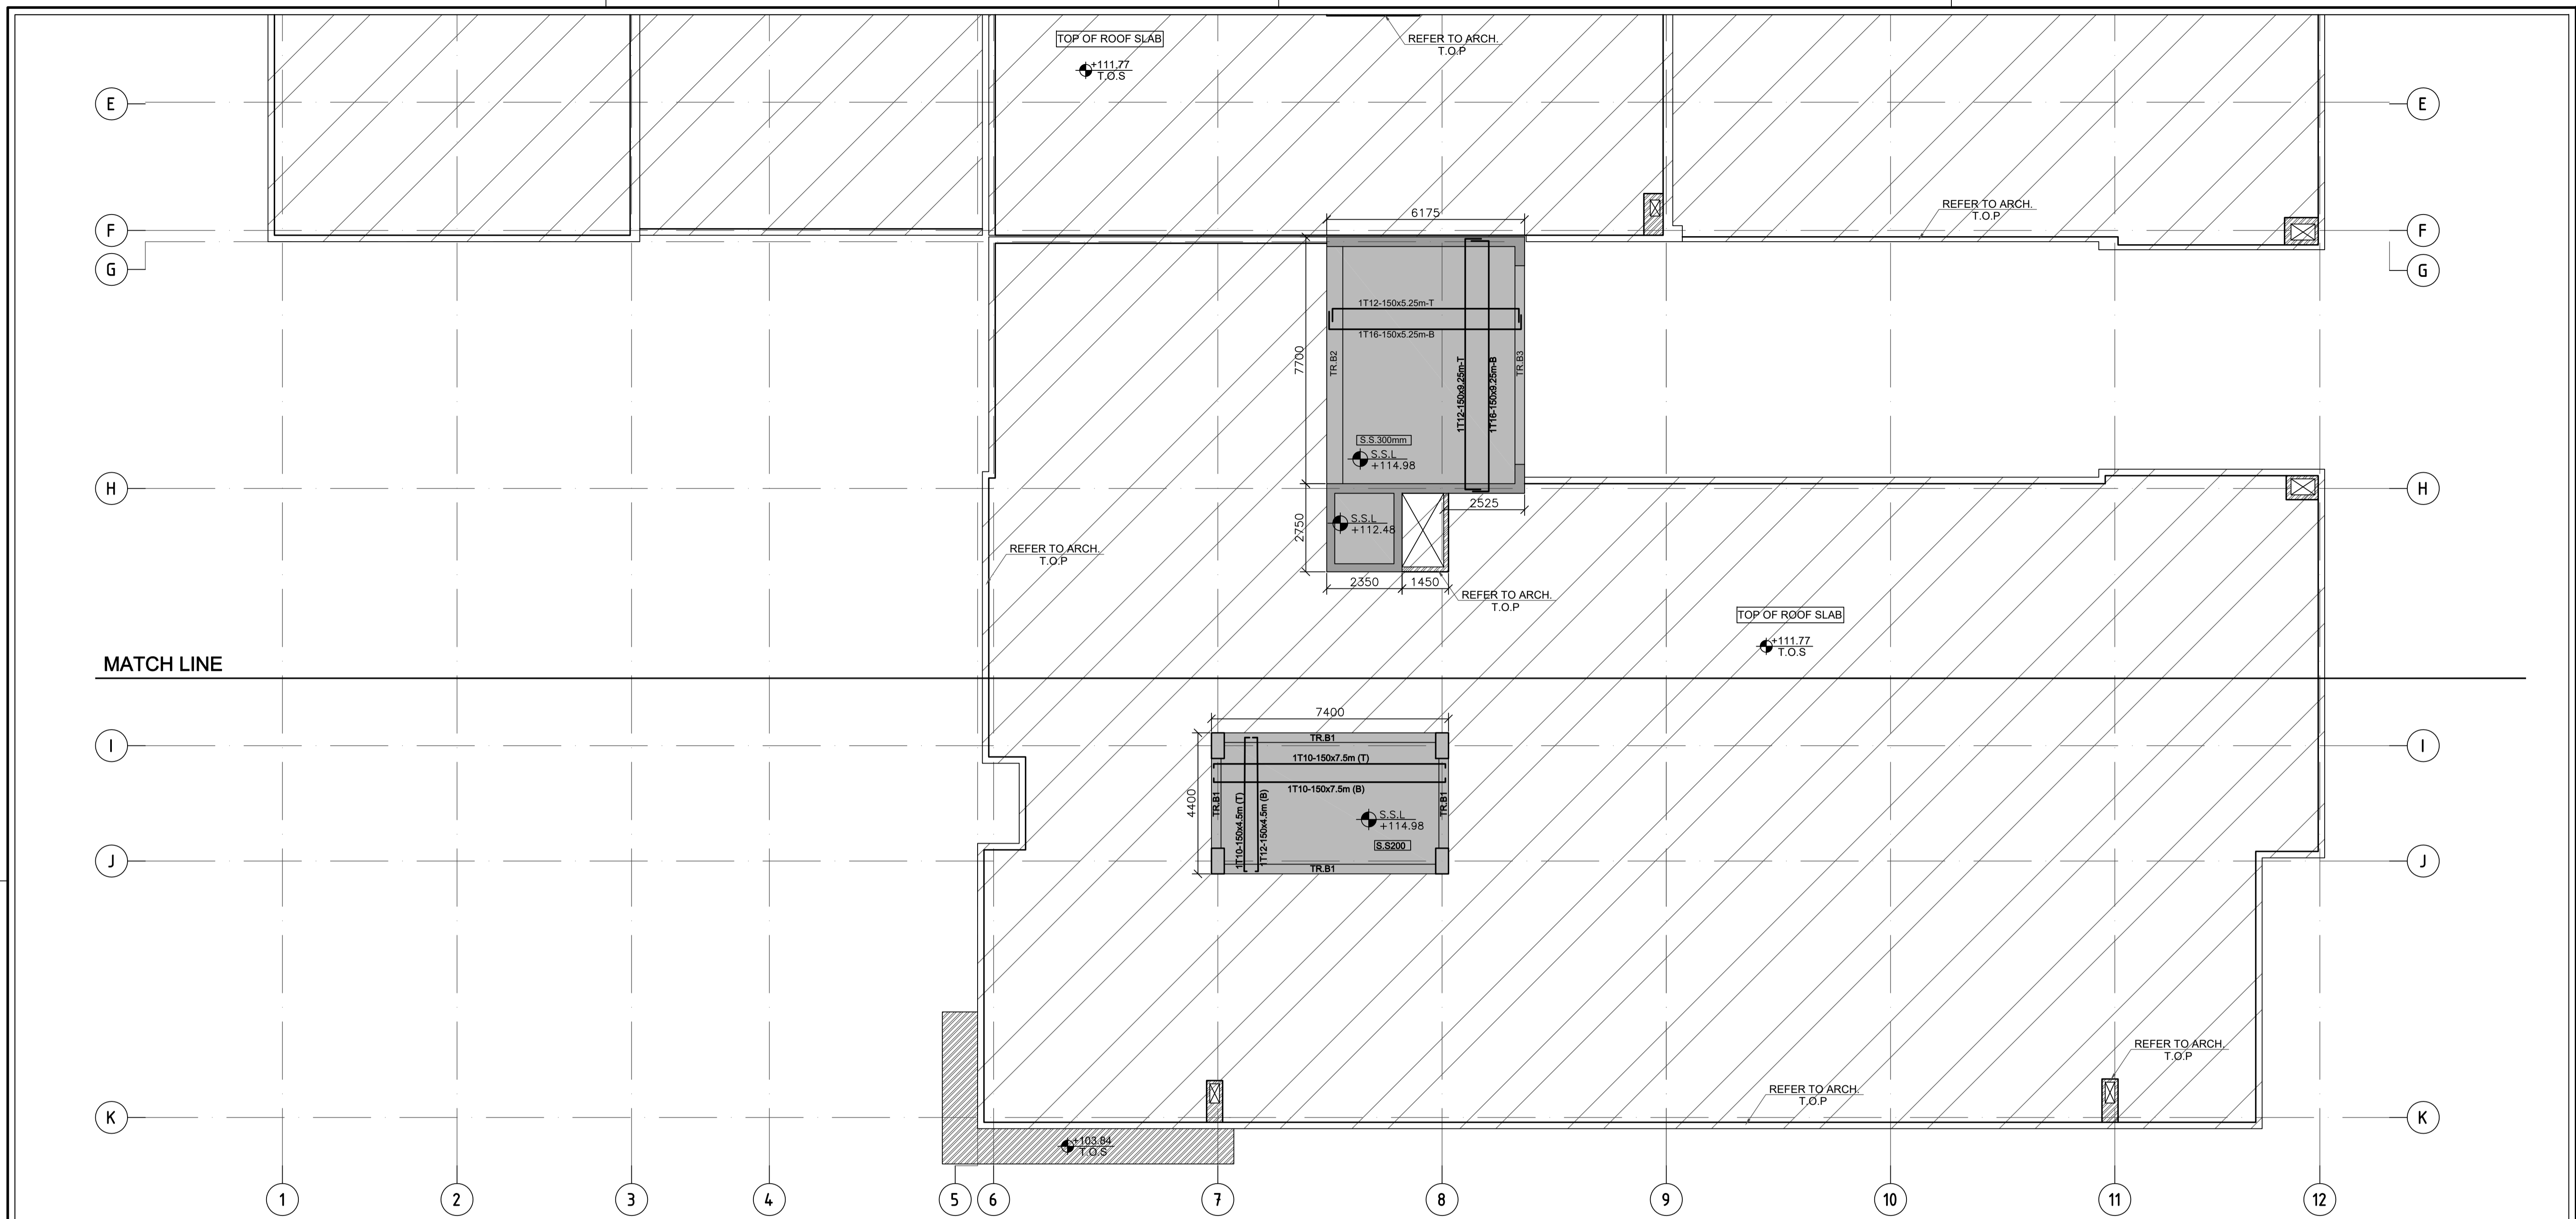 TOP OF ROOF SLAB
+111.77
T.O.S
REFER TO ARCH.
T.O.P
E
E
REFER TO ARCH.
T.O.P
6175
F
F
G
G
1T12-150x5.25m-T
1T16-150x5.25m-B
7700
TR.B2
TR.B3
1T12-150x9.25m-T
1T16-150x9.25m-B
S.S.300mm
S.S.L
+114.98
H
H
2525
S.S.L
+112.48
2750
REFER TO ARCH.
T.O.P
2350
1450
REFER TO ARCH.
T.O.P
TOP OF ROOF SLAB
+111.77
T.O.S
MATCH LINE
7400
TR.B1
I
I
1T10-150x7.5m (T)
1T10-150x7.5m (B)
4400
TR.B1
1T10-150x4.5m (T)
1T12-150x4.5m (B)
TR.B1
S.S.L
+114.98
S.S200
TR.B1
J
J
REFER TO ARCH.
T.O.P
REFER TO ARCH.
T.O.P
K
K
+103.84
T.O.S
1
2
3
4
5
6
7
8
9
10
11
12